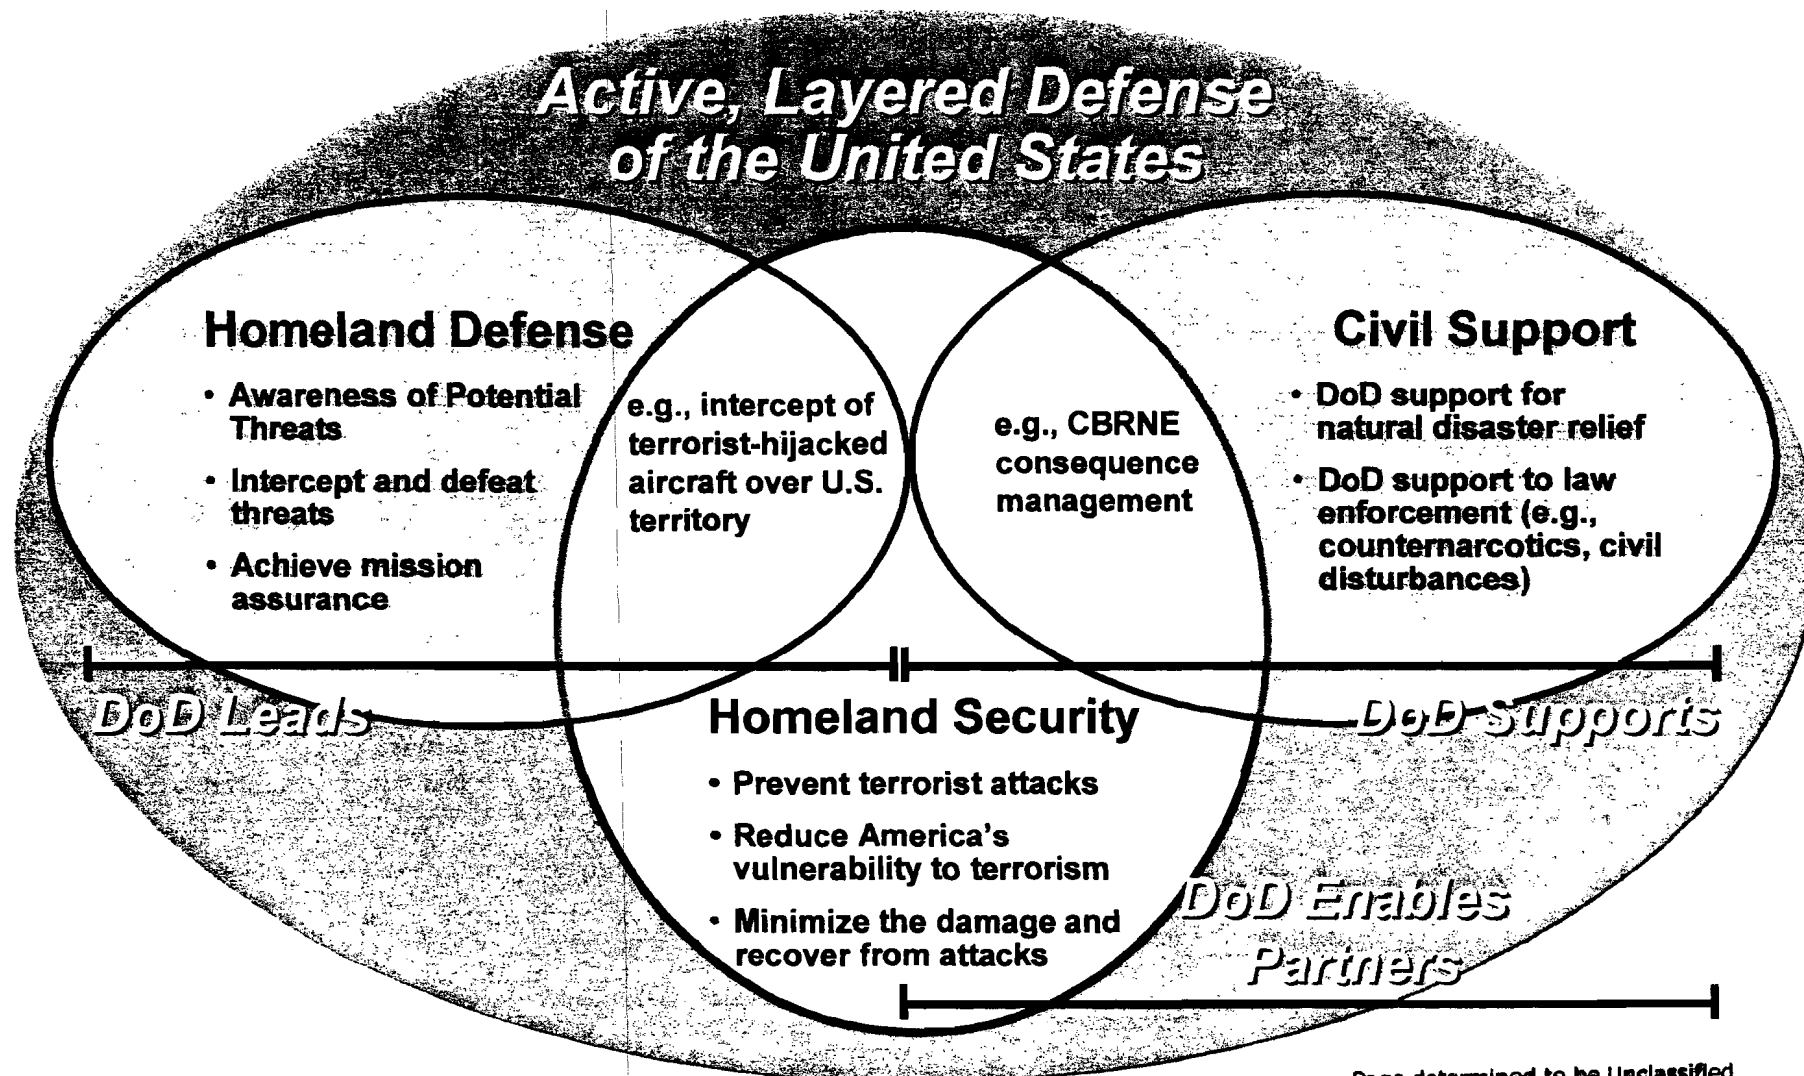 Active, Layered Defense
of the United States
Homeland Defense
• Awareness of Potential
Threats
• Intercept and defeat
threats
• Achieve mission
assurance
e.g., intercept of
terrorist-hijacked
aircraft over U.S.
territory
e.g., CBRNE
consequence
management
Civil Support
• DoD support for
natural disaster relief
• DoD support to law
enforcement (e.g.,
counternarcotics, civil
disturbances)
DoD Leads
DoD Supports
Homeland Security
• Prevent terrorist attacks
• Reduce America's
vulnerability to terrorism
• Minimize the damage and
recover from attacks
DoD Enables
Partners
Page determined to be Unclassified